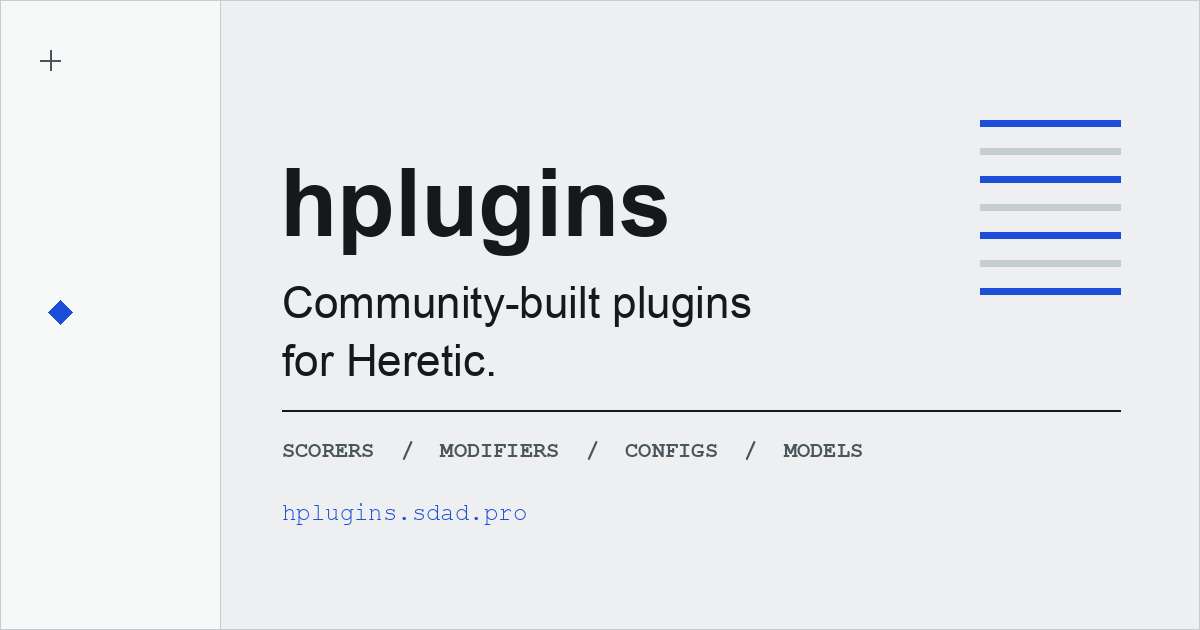 hplugins
Community-built plugins
for Heretic.
SCORERS / MODIFIERS / CONFIGS / MODELS
hplugins.sdad.pro